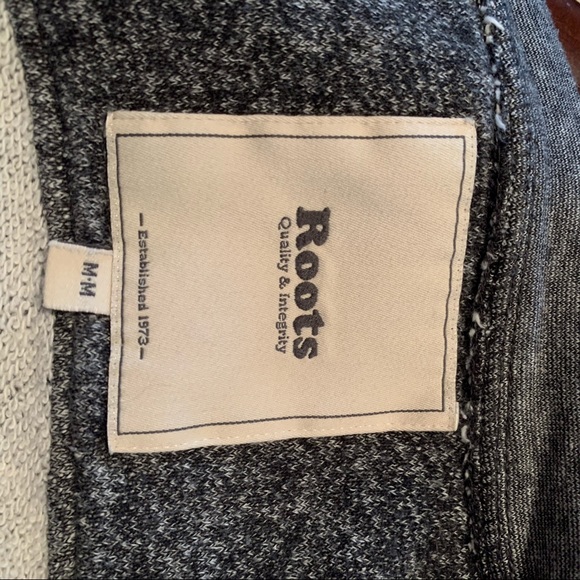 Roots
Quality & Integrity
— Established 1973 —
M•M